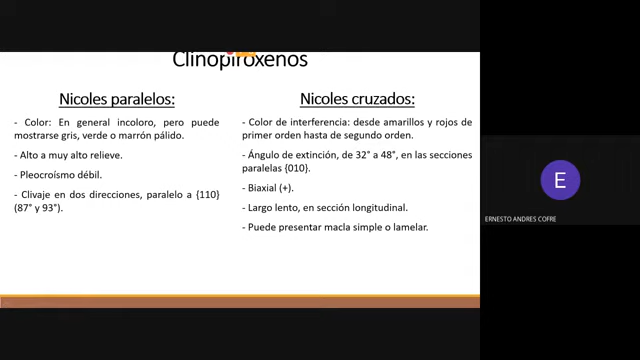 Clinopiroxenos
Nicoles paralelos:
- Color: En general incoloro, pero puede
mostrarse gris, verde o marrón pálido.
- Alto a muy alto relieve.
- Pleocroísmo débil.
- Clivaje en dos direcciones, paralelo a {110}
(87° y 93°).
Nicoles cruzados:
- Color de interferencia: desde amarillos y rojos de
primer orden hasta de segundo orden.
- Ángulo de extinción, de 32° a 48°, en las secciones
paralelas {010}.
- Biaxial (+).
- Largo lento, en sección longitudinal.
- Puede presentar macla simple o lamelar.
E
ERNESTO ANDRES COFRE